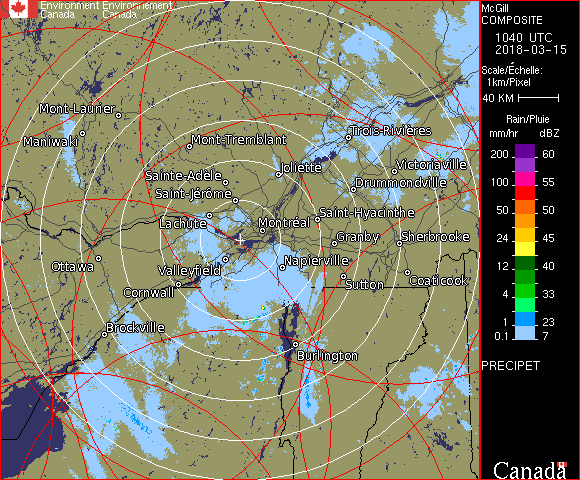 Environment Environnement
Canada Canada
Mont-Laurier
Maniwaki
Mont-Tremblant
Trois-Rivières
Joliette
Victoriaville
Sainte-Adèle
Drummondville
Saint-Jérôme
Lachute
Saint-Hyacinthe
Montréal
Granby
Sherbrooke
Ottawa
Valleyfield
Napierville
Cornwall
Sutton
Coaticook
Brockville
Burlington
McGill
COMPOSITE
1040 UTC
2018-03-15
Scale/Échelle:
1km/Pixel
40 KM
Rain/Pluie
mm/hr dBZ
200 60
100 55
50 50
24 45
12 40
4 33
1 23
0.1 7
PRECIPET
Canada